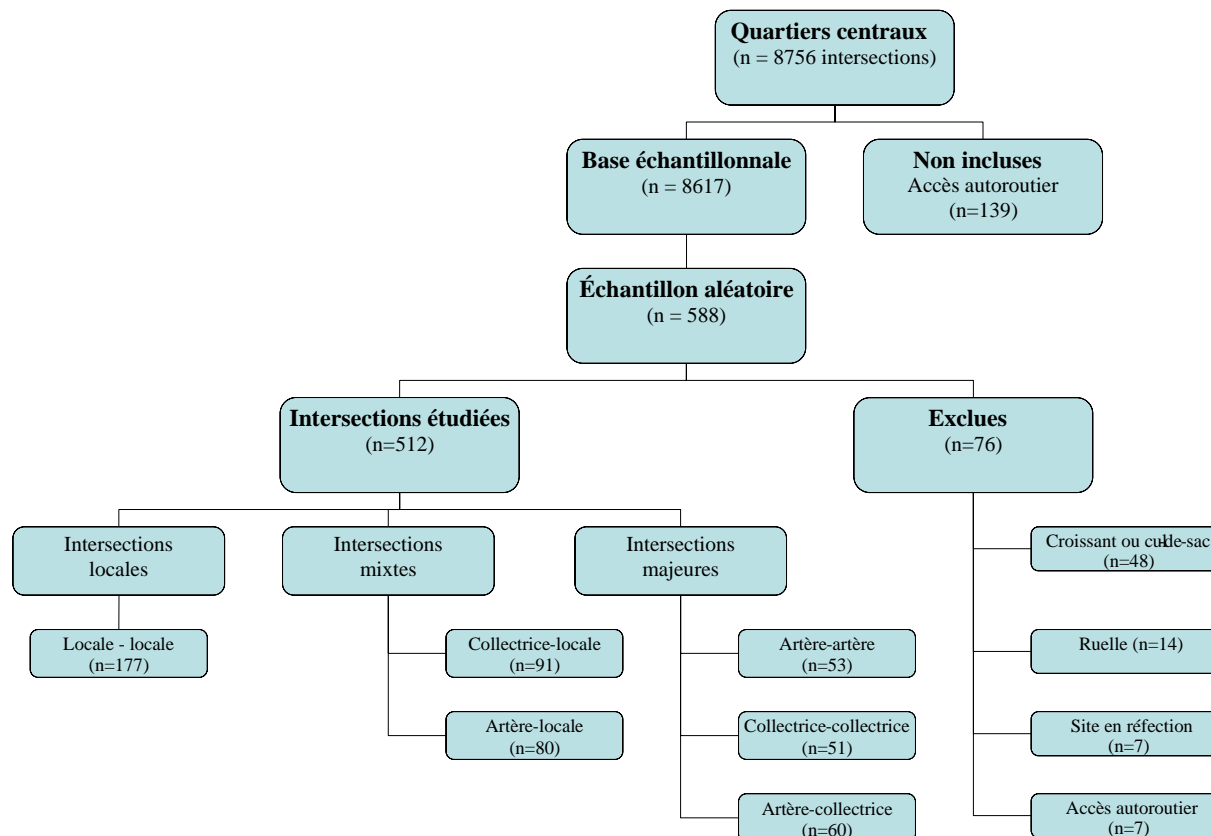 Quartiers centraux
(n = 8756 intersections)
Base échantillonnale
(n = 8617)
Non incluses
Accès autoroutier
(n=139)
Échantillon aléatoire
(n = 588)
Intersections étudiées
(n=512)
Exclues
(n=76)
Intersections
locales
Intersections
mixtes
Intersections
majeures
Croissant ou cul-de-sac
(n=48)
Locale - locale
(n=177)
Collectrice-locale
(n=91)
Artère-artère
(n=53)
Ruelle (n=14)
Artère-locale
(n=80)
Collectrice-collectrice
(n=51)
Site en réfection
(n=7)
Artère-collectrice
(n=60)
Accès autoroutier
(n=7)